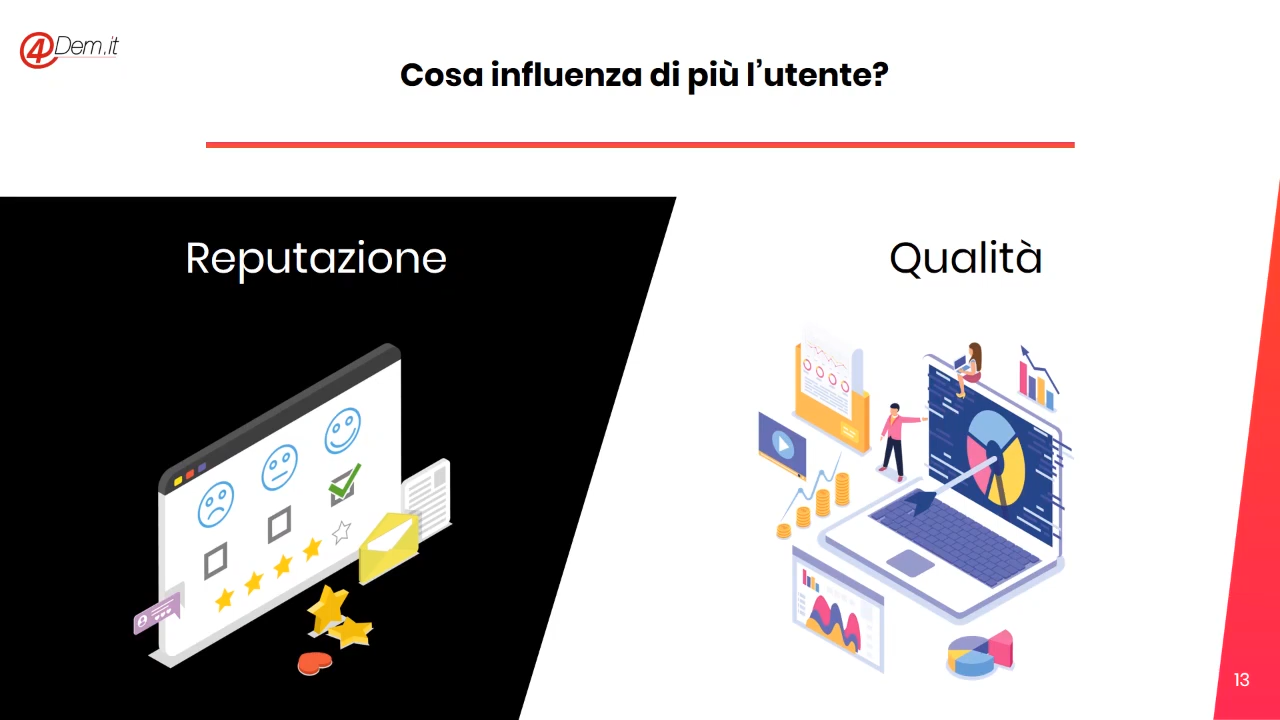 4Dem.it
Cosa influenza di più l’utente?
Reputazione
Qualità
13